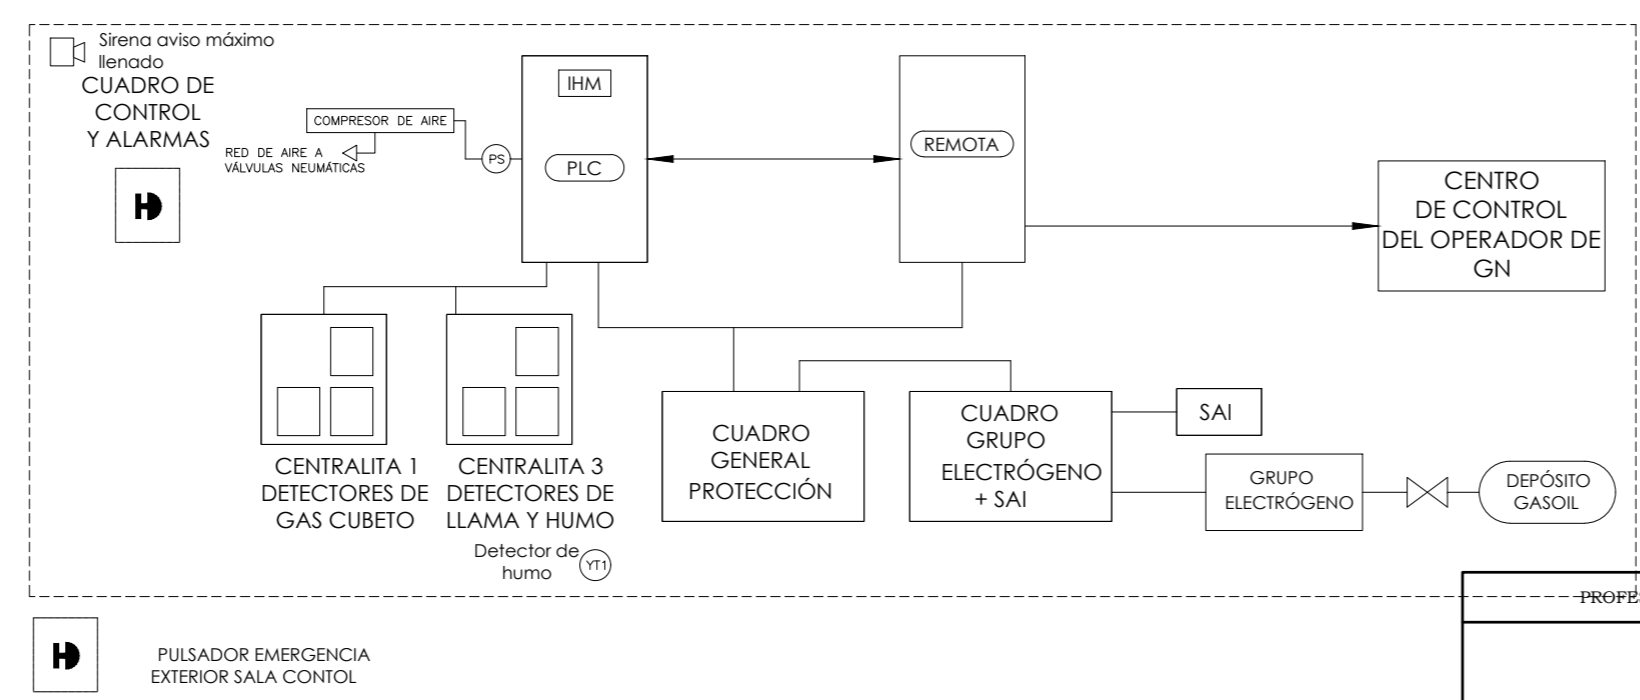 Sirena aviso máximo
llenado
CUADRO DE
CONTROL
Y ALARMAS
COMPRESOR DE AIRE
RED DE AIRE A
VÁLVULAS NEUMÁTICAS
PS
IHM
PLC
REMOTA
CENTRO
DE CONTROL
DEL OPERADOR DE
GN
CENTRALITA 1
DETECTORES DE
GAS CUBETO
CENTRALITA 3
DETECTORES DE
LLAMA Y HUMO
Detector de
humo
YT1
CUADRO
GENERAL
PROTECCIÓN
CUADRO
GRUPO
ELECTRÓGENO
+ SAI
SAI
GRUPO
ELECTRÓGENO
DEPÓSITO
GASOIL
PULSADOR EMERGENCIA
EXTERIOR SALA CONTOL